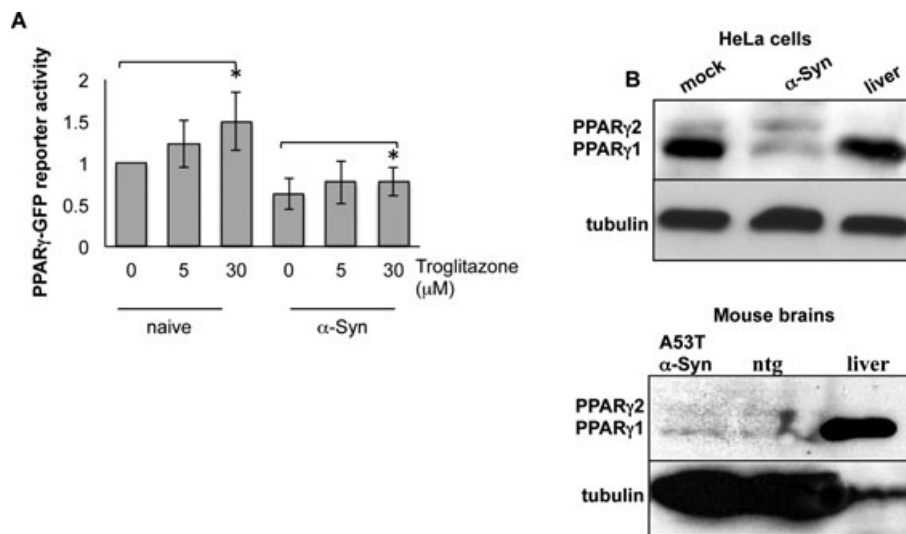 A
PPARγ-GFP reporter activity
2
1.5
1
0.5
0
*
*
0 5 30 0 5 30 Troglitazone
(μM)
naive α-Syn
HeLa cells
B
mock α-Syn liver
PPARγ2
PPARγ1
tubulin
Mouse brains
A53T
α-Syn ntg liver
PPARγ2
PPARγ1
tubulin